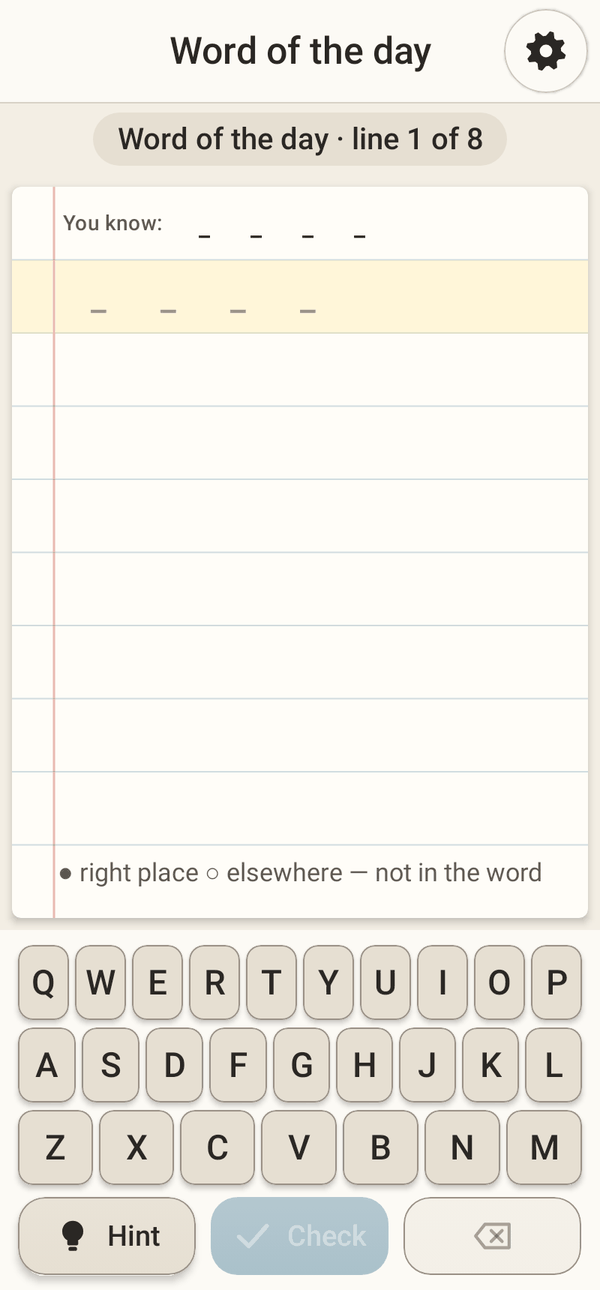 Word of the day
Word of the day · line 1 of 8
You know: _ _ _ _
_ _ _ _
● right place ○ elsewhere — not in the word
Q W E R T Y U I O P
A S D F G H J K L
Z X C V B N M
Hint Check